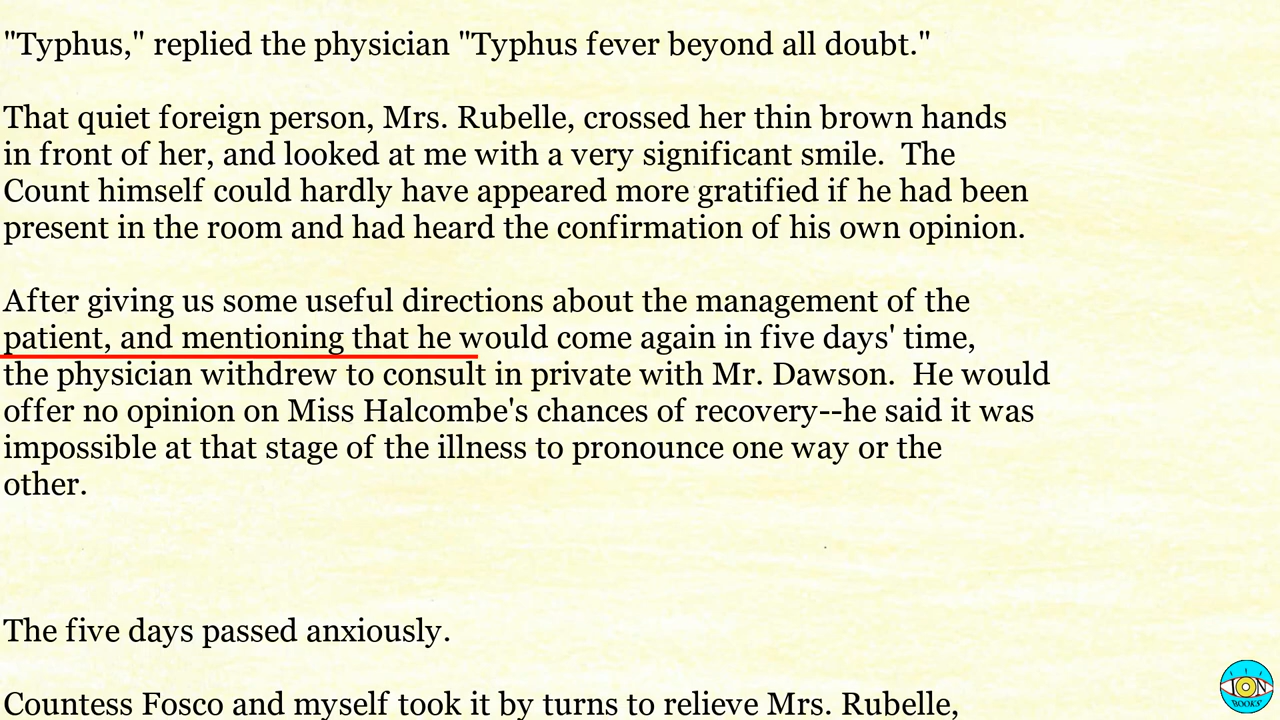 "Typhus," replied the physician "Typhus fever beyond all doubt."
That quiet foreign person, Mrs. Rubelle, crossed her thin brown hands
in front of her, and looked at me with a very significant smile.  The
Count himself could hardly have appeared more gratified if he had been
present in the room and had heard the confirmation of his own opinion.
After giving us some useful directions about the management of the
patient, and mentioning that he would come again in five days' time,
the physician withdrew to consult in private with Mr. Dawson.  He would
offer no opinion on Miss Halcombe's chances of recovery--he said it was
impossible at that stage of the illness to pronounce one way or the
other.
The five days passed anxiously.
Countess Fosco and myself took it by turns to relieve Mrs. Rubelle,
ION
BOOKS